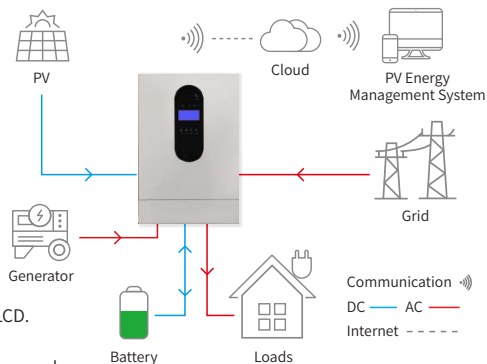 PV
Cloud
PV Energy
Management System
Grid
Generator
LCD.
Battery
Loads
Communication
DC
AC
Internet